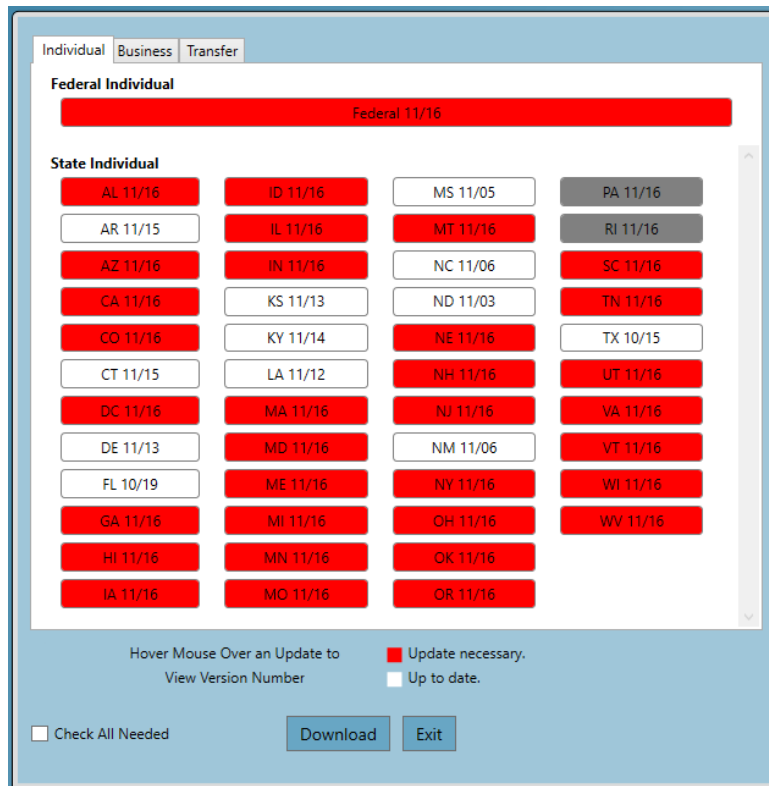 Individual Business Transfer
Federal Individual
Federal 11/16
State Individual
AL 11/16 ID 11/16 MS 11/05 PA 11/16
AR 11/15 IL 11/16 MT 11/16 RI 11/16
AZ 11/16 IN 11/16 NC 11/06 SC 11/16
CA 11/16 KS 11/13 ND 11/03 TN 11/16
CO 11/16 KY 11/14 NE 11/16 TX 10/15
CT 11/15 LA 11/12 NH 11/16 UT 11/16
DC 11/16 MA 11/16 NJ 11/16 VA 11/16
DE 11/13 MD 11/16 NM 11/06 VT 11/16
FL 10/19 ME 11/16 NY 11/16 WI 11/16
GA 11/16 MI 11/16 OH 11/16 WV 11/16
HI 11/16 MN 11/16 OK 11/16
IA 11/16 MO 11/16 OR 11/16
Hover Mouse Over an Update to Update necessary.
View Version Number Up to date.
Check All Needed Download Exit